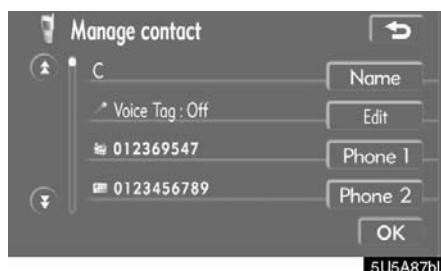 Manage contact
C Name
Voice Tag : Off Edit
012369547 Phone 1
0123456789 Phone 2
OK
5U5A87bl